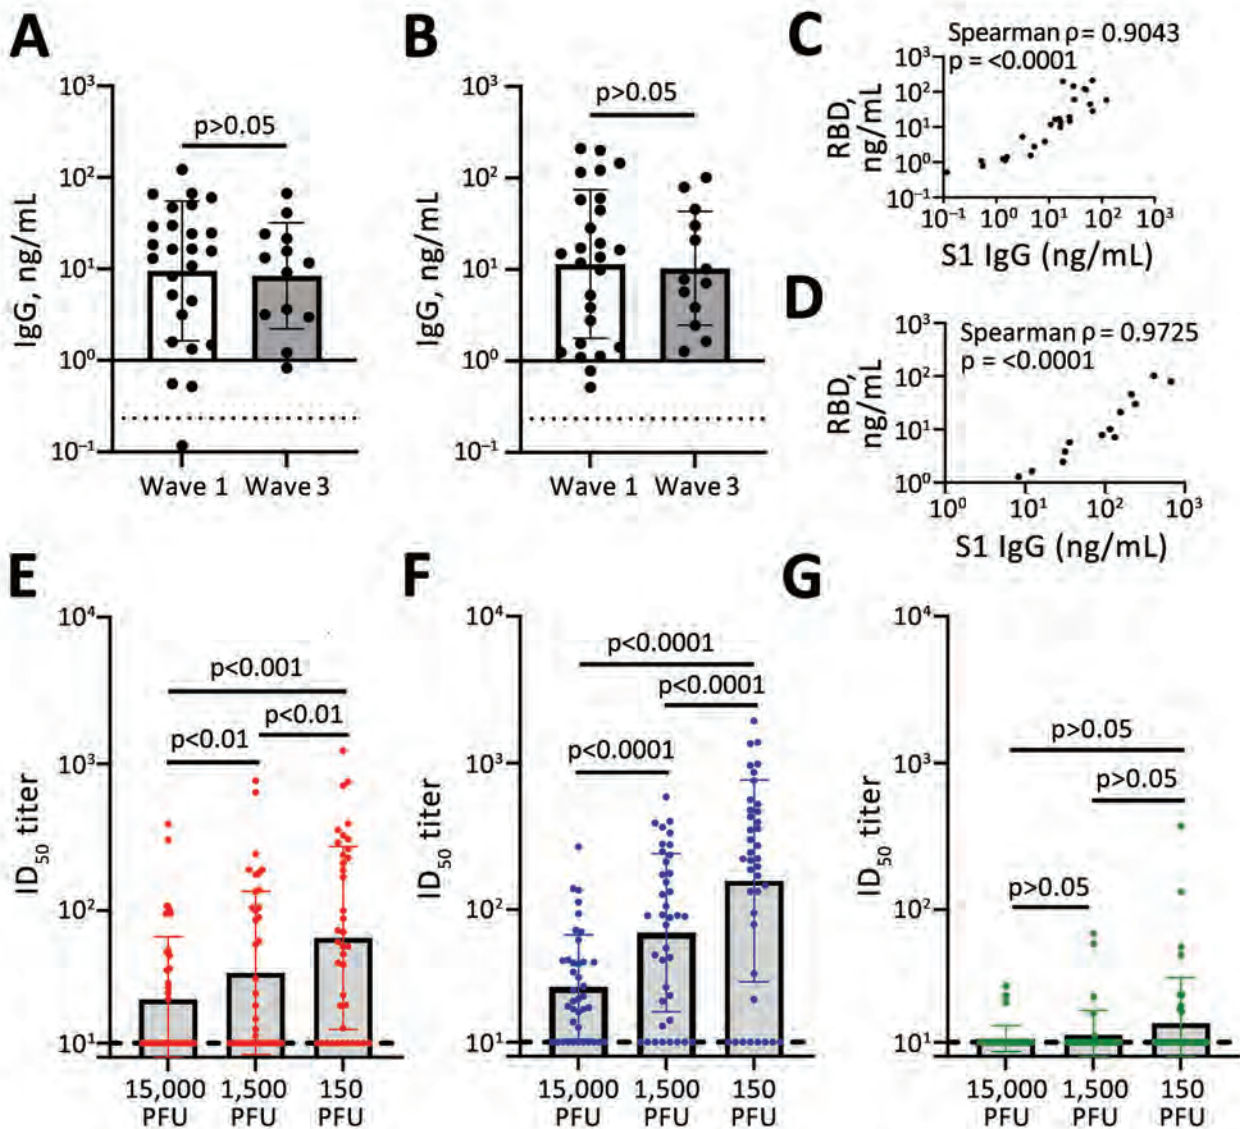 A
10³
10²
10¹
10⁰
10⁻¹
IgG, ng/mL
p>0.05
Wave 1 Wave 3
B
10³
10²
10¹
10⁰
10⁻¹
IgG, ng/mL
p>0.05
Wave 1 Wave 3
C
Spearman ρ = 0.9043
p = <0.0001
10³
10²
10¹
10⁰
10⁻¹
RBD,
ng/mL
10⁻¹ 10⁰ 10¹ 10² 10³
S1 IgG (ng/mL)
D
Spearman ρ = 0.9725
p = <0.0001
10³
10²
10¹
10⁰
RBD,
ng/mL
10⁰ 10¹ 10² 10³
S1 IgG (ng/mL)
E
10⁴
10³
10²
10¹
ID₅₀ titer
p<0.001
p<0.01
p<0.01
15,000 1,500 150
PFU PFU PFU
F
10⁴
10³
10²
10¹
ID₅₀ titer
p<0.0001
p<0.0001
p<0.0001
15,000 1,500 150
PFU PFU PFU
G
10⁴
10³
10²
10¹
ID₅₀ titer
p>0.05
p>0.05
p>0.05
15,000 1,500 150
PFU PFU PFU